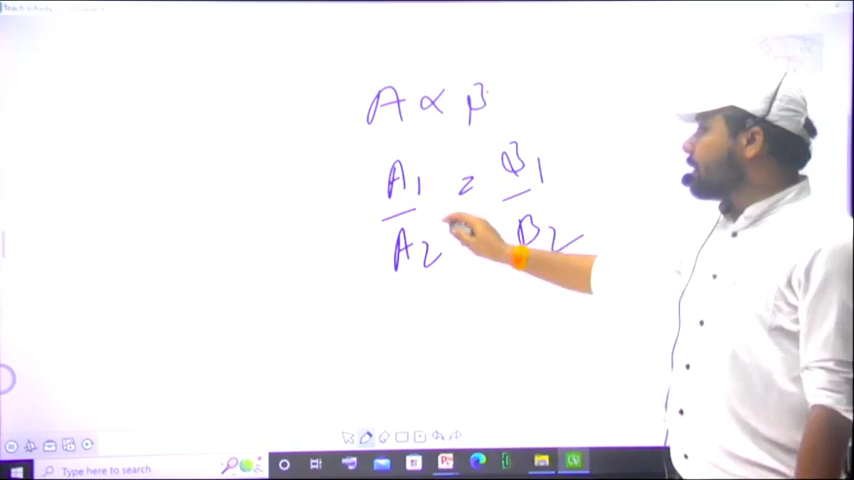 A ∝ B
A1 = B1
A2 B2
Type here to search